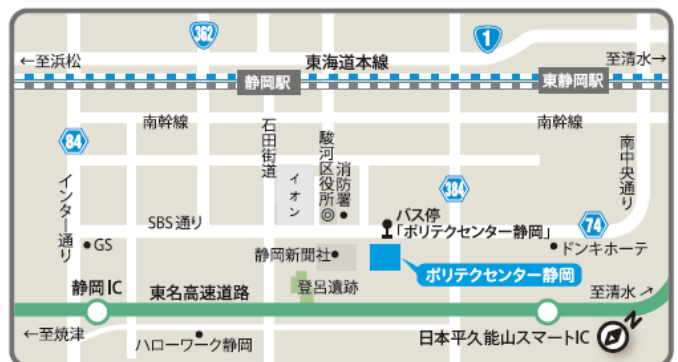 362
1
←至浜松
東海道本線
至清水→
静岡駅
東静岡駅
南幹線
南幹線
84
石田街道
駿河区役所
消防署
南中央通り
インター通り
イオン
384
SBS通り
バス停
「ポリテクセンター静岡」
74
GS
静岡新聞社
ドンキホーテ
ポリテクセンター静岡
静岡IC
東名高速道路
登呂遺跡
至清水↗
←至焼津
ハローワーク静岡
日本平久能山スマートIC
N